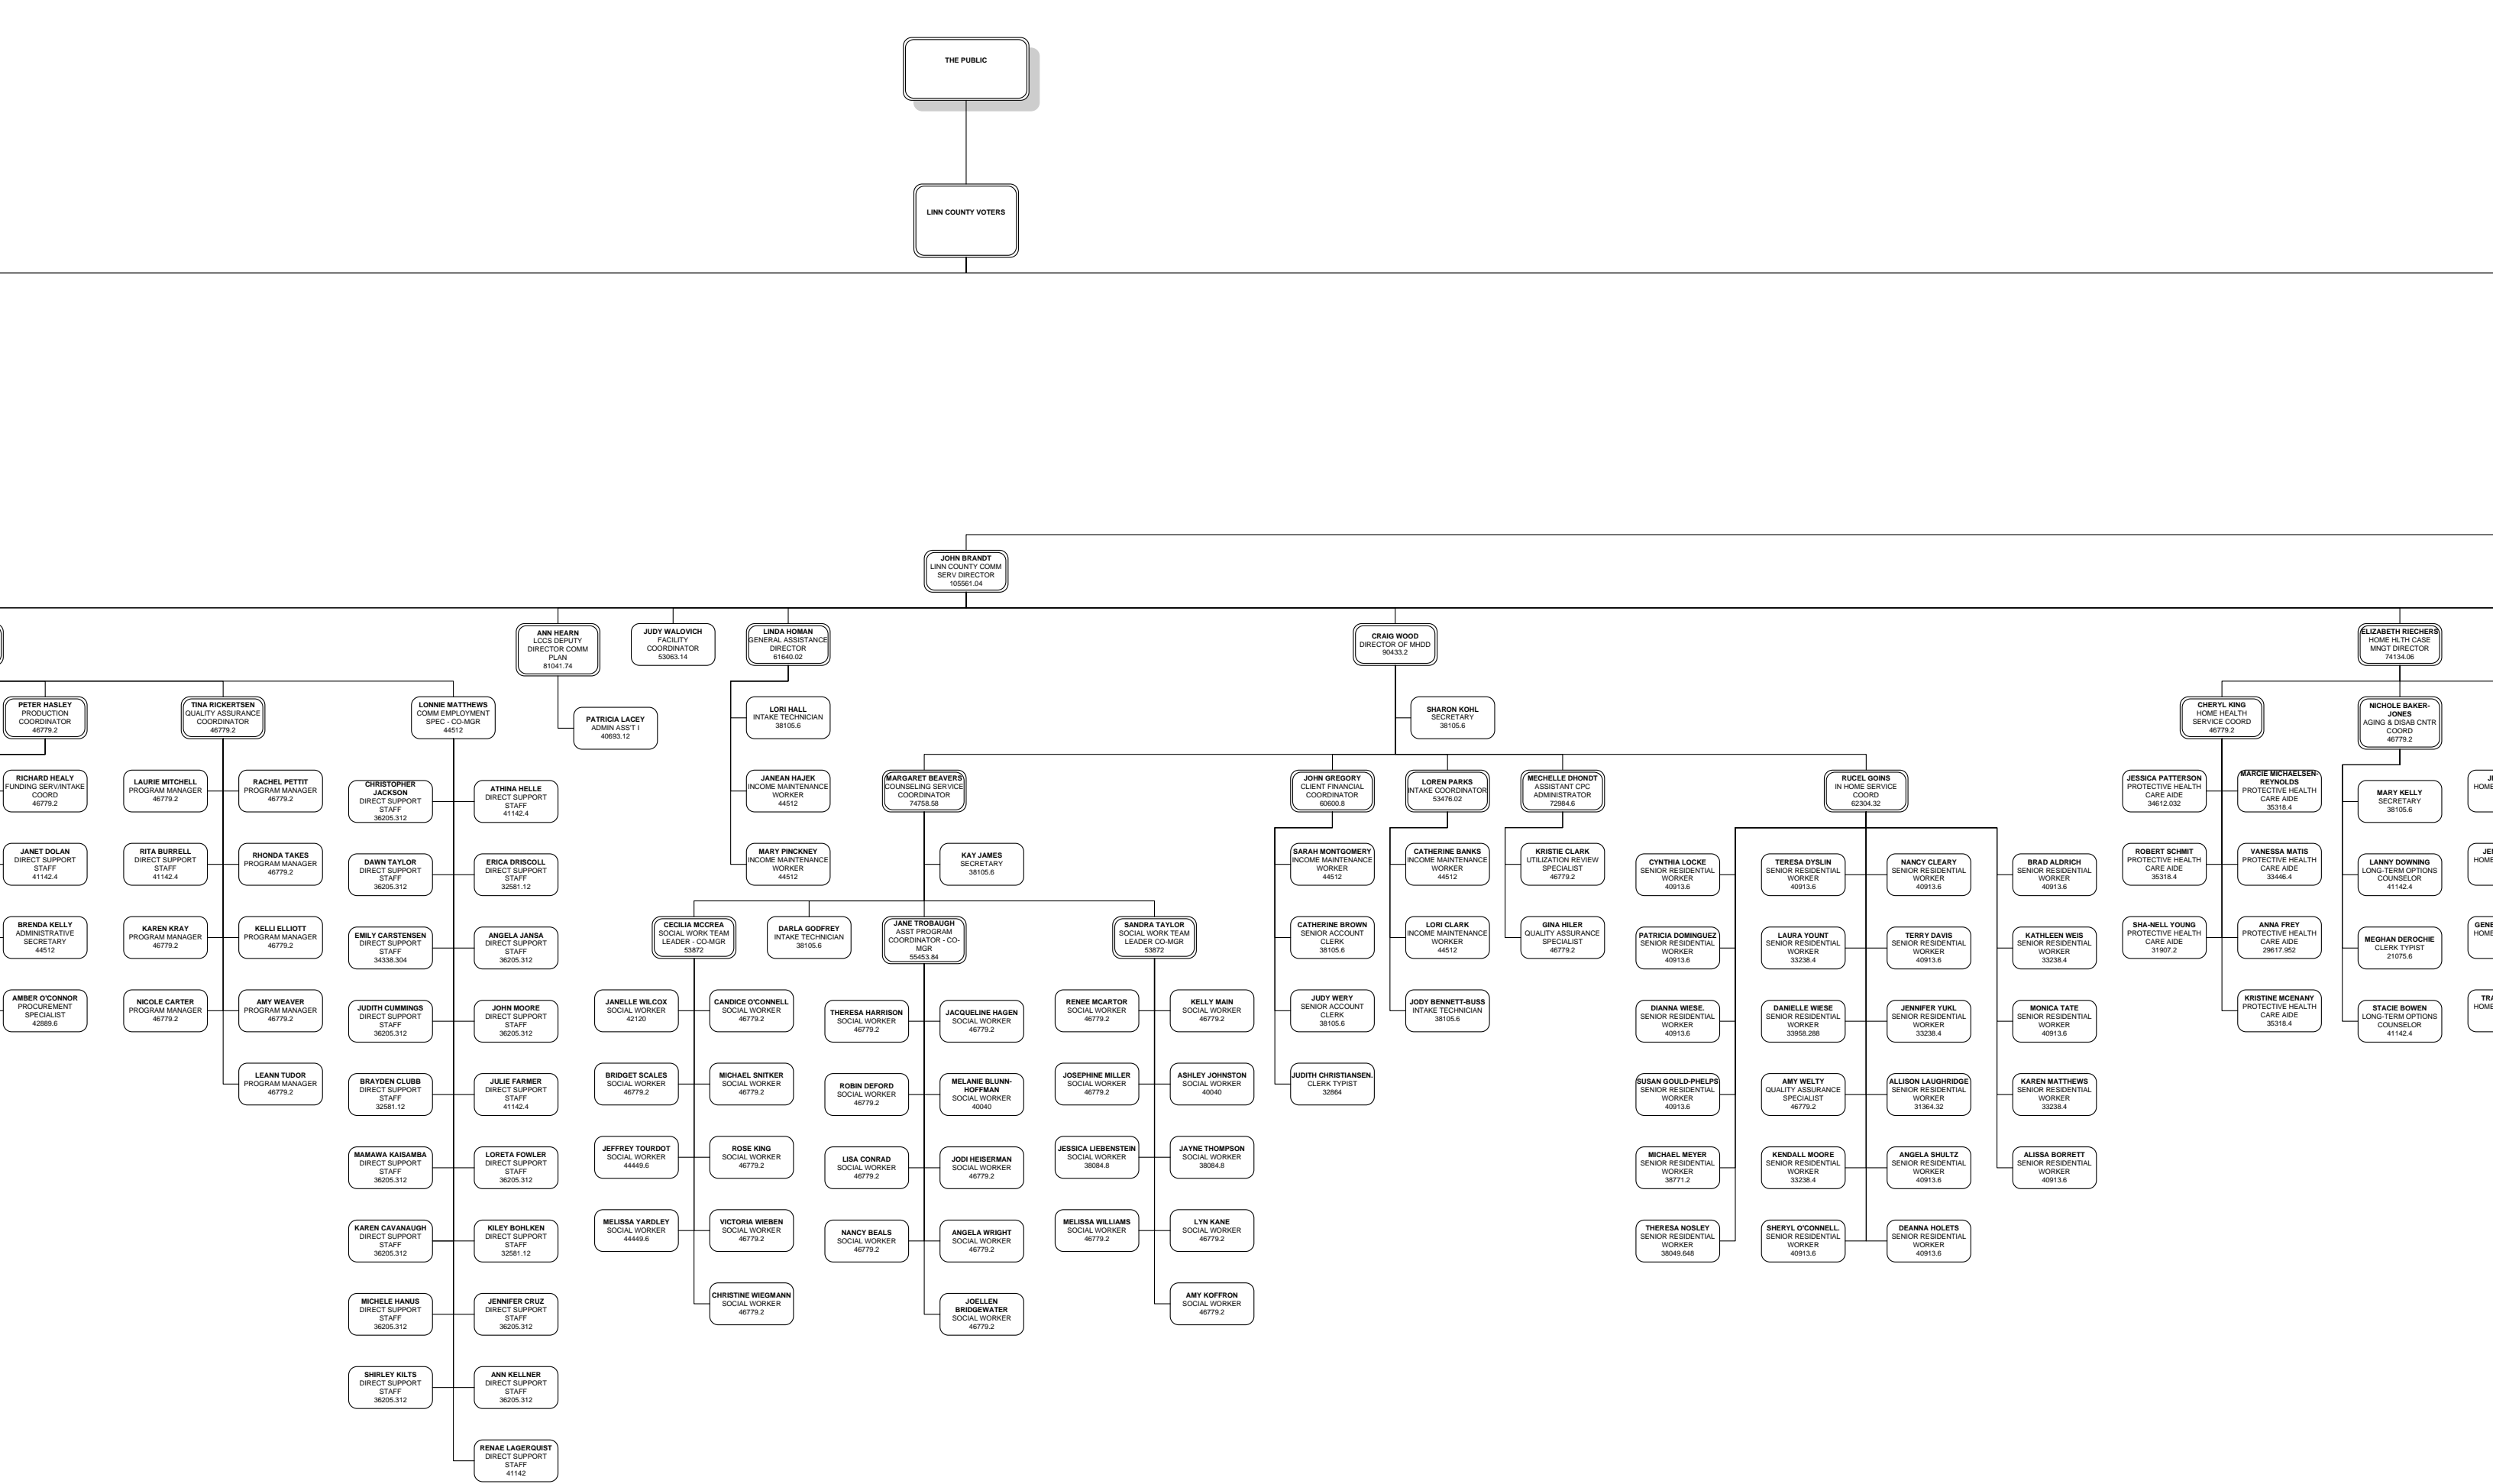 THE PUBLIC
LINN COUNTY VOTERS
JOHN BRANDT
LINN COUNTY COMM
SERV DIRECTOR
105561.04
ANN HEARN
LCCS DEPUTY
DIRECTOR COMM
PLAN
81041.74
JUDY WALOVICH
FACILITY
COORDINATOR
53063.14
LINDA HOMAN
GENERAL ASSISTANCE
DIRECTOR
61640.02
CRAIG WOOD
DIRECTOR OF MHDD
90433.2
ELIZABETH RIECHERS
HOME HLTH CASE
MNGT DIRECTOR
74134.06
PETER HASLEY
PRODUCTION
COORDINATOR
46779.2
TINA RICKERTSEN
QUALITY ASSURANCE
COORDINATOR
46779.2
LONNIE MATTHEWS
COMM EMPLOYMENT
SPEC - CO-MGR
44512
PATRICIA LACEY
ADMIN ASS'T I
40693.12
LORI HALL
INTAKE TECHNICIAN
38105.6
SHARON KOHL
SECRETARY
38105.6
CHERYL KING
HOME HEALTH
SERVICE COORD
46779.2
NICHOLE BAKER-
JONES
AGING & DISAB CNTR
COORD
46779.2
RICHARD HEALY
FUNDING SERV/INTAKE
COORD
46779.2
LAURIE MITCHELL
PROGRAM MANAGER
46779.2
RACHEL PETTIT
PROGRAM MANAGER
46779.2
CHRISTOPHER
JACKSON
DIRECT SUPPORT
STAFF
36205.312
ATHINA HELLE
DIRECT SUPPORT
STAFF
41142.4
JANEAN HAJEK
INCOME MAINTENANCE
WORKER
44512
MARGARET BEAVERS
COUNSELING SERVICE
COORDINATOR
74758.58
JOHN GREGORY
CLIENT FINANCIAL
COORDINATOR
60600.8
LOREN PARKS
INTAKE COORDINATOR
53476.02
MECHELLE DHONDT
ASSISTANT CPC
ADMINISTRATOR
72984.6
RUCEL GOINS
IN HOME SERVICE
COORD
62304.32
JESSICA PATTERSON
PROTECTIVE HEALTH
CARE AIDE
34612.032
MARCIE MICHAELSEN-
REYNOLDS
PROTECTIVE HEALTH
CARE AIDE
35318.4
MARY KELLY
SECRETARY
38105.6
JANET DOLAN
DIRECT SUPPORT
STAFF
41142.4
RITA BURRELL
DIRECT SUPPORT
STAFF
41142.4
RHONDA TAKES
PROGRAM MANAGER
46779.2
DAWN TAYLOR
DIRECT SUPPORT
STAFF
36205.312
ERICA DRISCOLL
DIRECT SUPPORT
STAFF
32581.12
MARY PINCKNEY
INCOME MAINTENANCE
WORKER
44512
KAY JAMES
SECRETARY
38105.6
SARAH MONTGOMERY
INCOME MAINTENANCE
WORKER
44512
CATHERINE BANKS
INCOME MAINTENANCE
WORKER
44512
KRISTIE CLARK
UTILIZATION REVIEW
SPECIALIST
46779.2
CYNTHIA LOCKE
SENIOR RESIDENTIAL
WORKER
40913.6
TERESA DYSLIN
SENIOR RESIDENTIAL
WORKER
40913.6
NANCY CLEARY
SENIOR RESIDENTIAL
WORKER
40913.6
BRAD ALDRICH
SENIOR RESIDENTIAL
WORKER
40913.6
ROBERT SCHMIT
PROTECTIVE HEALTH
CARE AIDE
35318.4
VANESSA MATIS
PROTECTIVE HEALTH
CARE AIDE
33446.4
LANNY DOWNING
LONG-TERM OPTIONS
COUNSELOR
41142.4
BRENDA KELLY
ADMINISTRATIVE
SECRETARY
44512
KAREN KRAY
PROGRAM MANAGER
46779.2
KELLI ELLIOTT
PROGRAM MANAGER
46779.2
EMILY CARSTENSEN
DIRECT SUPPORT
STAFF
34338.304
ANGELA JANSA
DIRECT SUPPORT
STAFF
36205.312
CECILIA MCCREA
SOCIAL WORK TEAM
LEADER - CO-MGR
53872
DARLA GODFREY
INTAKE TECHNICIAN
38105.6
JANE TROBAUGH
ASST PROGRAM
COORDINATOR - CO-
MGR
55453.84
SANDRA TAYLOR
SOCIAL WORK TEAM
LEADER CO-MGR
53872
CATHERINE BROWN
SENIOR ACCOUNT
CLERK
38105.6
LORI CLARK
INCOME MAINTENANCE
WORKER
44512
GINA HILER
QUALITY ASSURANCE
SPECIALIST
46779.2
PATRICIA DOMINGUEZ
SENIOR RESIDENTIAL
WORKER
40913.6
LAURA YOUNT
SENIOR RESIDENTIAL
WORKER
33238.4
TERRY DAVIS
SENIOR RESIDENTIAL
WORKER
40913.6
KATHLEEN WEIS
SENIOR RESIDENTIAL
WORKER
33238.4
SHA-NELL YOUNG
PROTECTIVE HEALTH
CARE AIDE
31907.2
ANNA FREY
PROTECTIVE HEALTH
CARE AIDE
29617.952
MEGHAN DEROCHIE
CLERK TYPIST
21075.6
AMBER O'CONNOR
PROCUREMENT
SPECIALIST
42889.6
NICOLE CARTER
PROGRAM MANAGER
46779.2
AMY WEAVER
PROGRAM MANAGER
46779.2
JUDITH CUMMINGS
DIRECT SUPPORT
STAFF
36205.312
JOHN MOORE
DIRECT SUPPORT
STAFF
36205.312
JANELLE WILCOX
SOCIAL WORKER
42120
CANDICE O'CONNELL
SOCIAL WORKER
46779.2
THERESA HARRISON
SOCIAL WORKER
46779.2
JACQUELINE HAGEN
SOCIAL WORKER
46779.2
RENEE MCARTOR
SOCIAL WORKER
46779.2
KELLY MAIN
SOCIAL WORKER
46779.2
JUDY WERY
SENIOR ACCOUNT
CLERK
38105.6
JODY BENNETT-BUSS
INTAKE TECHNICIAN
38105.6
DIANNA WIESE.
SENIOR RESIDENTIAL
WORKER
40913.6
DANIELLE WIESE
SENIOR RESIDENTIAL
WORKER
33958.288
JENNIFER YUKL
SENIOR RESIDENTIAL
WORKER
33238.4
MONICA TATE
SENIOR RESIDENTIAL
WORKER
40913.6
KRISTINE MCENANY
PROTECTIVE HEALTH
CARE AIDE
35318.4
STACIE BOWEN
LONG-TERM OPTIONS
COUNSELOR
41142.4
LEANN TUDOR
PROGRAM MANAGER
46779.2
BRAYDEN CLUBB
DIRECT SUPPORT
STAFF
32581.12
JULIE FARMER
DIRECT SUPPORT
STAFF
41142.4
BRIDGET SCALES
SOCIAL WORKER
46779.2
MICHAEL SNITKER
SOCIAL WORKER
46779.2
ROBIN DEFORD
SOCIAL WORKER
46779.2
MELANIE BLUNN-
HOFFMAN
SOCIAL WORKER
40040
JOSEPHINE MILLER
SOCIAL WORKER
46779.2
ASHLEY JOHNSTON
SOCIAL WORKER
40040
JUDITH CHRISTIANSEN.
CLERK TYPIST
32864
SUSAN GOULD-PHELPS
SENIOR RESIDENTIAL
WORKER
40913.6
AMY WELTY
QUALITY ASSURANCE
SPECIALIST
46779.2
ALLISON LAUGHRIDGE
SENIOR RESIDENTIAL
WORKER
31364.32
KAREN MATTHEWS
SENIOR RESIDENTIAL
WORKER
33238.4
MAMAWA KAISAMBA
DIRECT SUPPORT
STAFF
36205.312
LORETA FOWLER
DIRECT SUPPORT
STAFF
36205.312
JEFFREY TOURDOT
SOCIAL WORKER
44449.6
ROSE KING
SOCIAL WORKER
46779.2
LISA CONRAD
SOCIAL WORKER
46779.2
JODI HEISERMAN
SOCIAL WORKER
46779.2
JESSICA LIEBENSTEIN
SOCIAL WORKER
38084.8
JAYNE THOMPSON
SOCIAL WORKER
38084.8
MICHAEL MEYER
SENIOR RESIDENTIAL
WORKER
38771.2
KENDALL MOORE
SENIOR RESIDENTIAL
WORKER
33238.4
ANGELA SHULTZ
SENIOR RESIDENTIAL
WORKER
40913.6
ALISSA BORRETT
SENIOR RESIDENTIAL
WORKER
40913.6
KAREN CAVANAUGH
DIRECT SUPPORT
STAFF
36205.312
KILEY BOHLKEN
DIRECT SUPPORT
STAFF
32581.12
MELISSA YARDLEY
SOCIAL WORKER
44449.6
VICTORIA WIEBEN
SOCIAL WORKER
46779.2
NANCY BEALS
SOCIAL WORKER
46779.2
ANGELA WRIGHT
SOCIAL WORKER
46779.2
MELISSA WILLIAMS
SOCIAL WORKER
46779.2
LYN KANE
SOCIAL WORKER
46779.2
THERESA NOSLEY
SENIOR RESIDENTIAL
WORKER
38049.648
SHERYL O'CONNELL.
SENIOR RESIDENTIAL
WORKER
40913.6
DEANNA HOLETS
SENIOR RESIDENTIAL
WORKER
40913.6
MICHELE HANUS
DIRECT SUPPORT
STAFF
36205.312
JENNIFER CRUZ
DIRECT SUPPORT
STAFF
36205.312
CHRISTINE WIEGMANN
SOCIAL WORKER
46779.2
JOELLEN
BRIDGEWATER
SOCIAL WORKER
46779.2
AMY KOFFRON
SOCIAL WORKER
46779.2
SHIRLEY KILTS
DIRECT SUPPORT
STAFF
36205.312
ANN KELLNER
DIRECT SUPPORT
STAFF
36205.312
RENAE LAGERQUIST
DIRECT SUPPORT
STAFF
41142